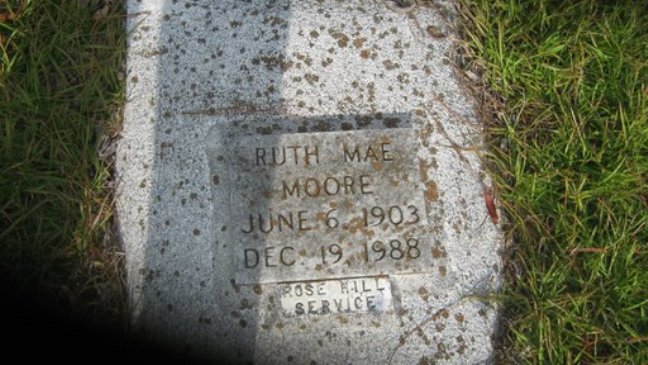 RUTH MAE
MOORE
JUNE 6, 1903
DEC. 19, 1988
ROSE HILL
SERVICE